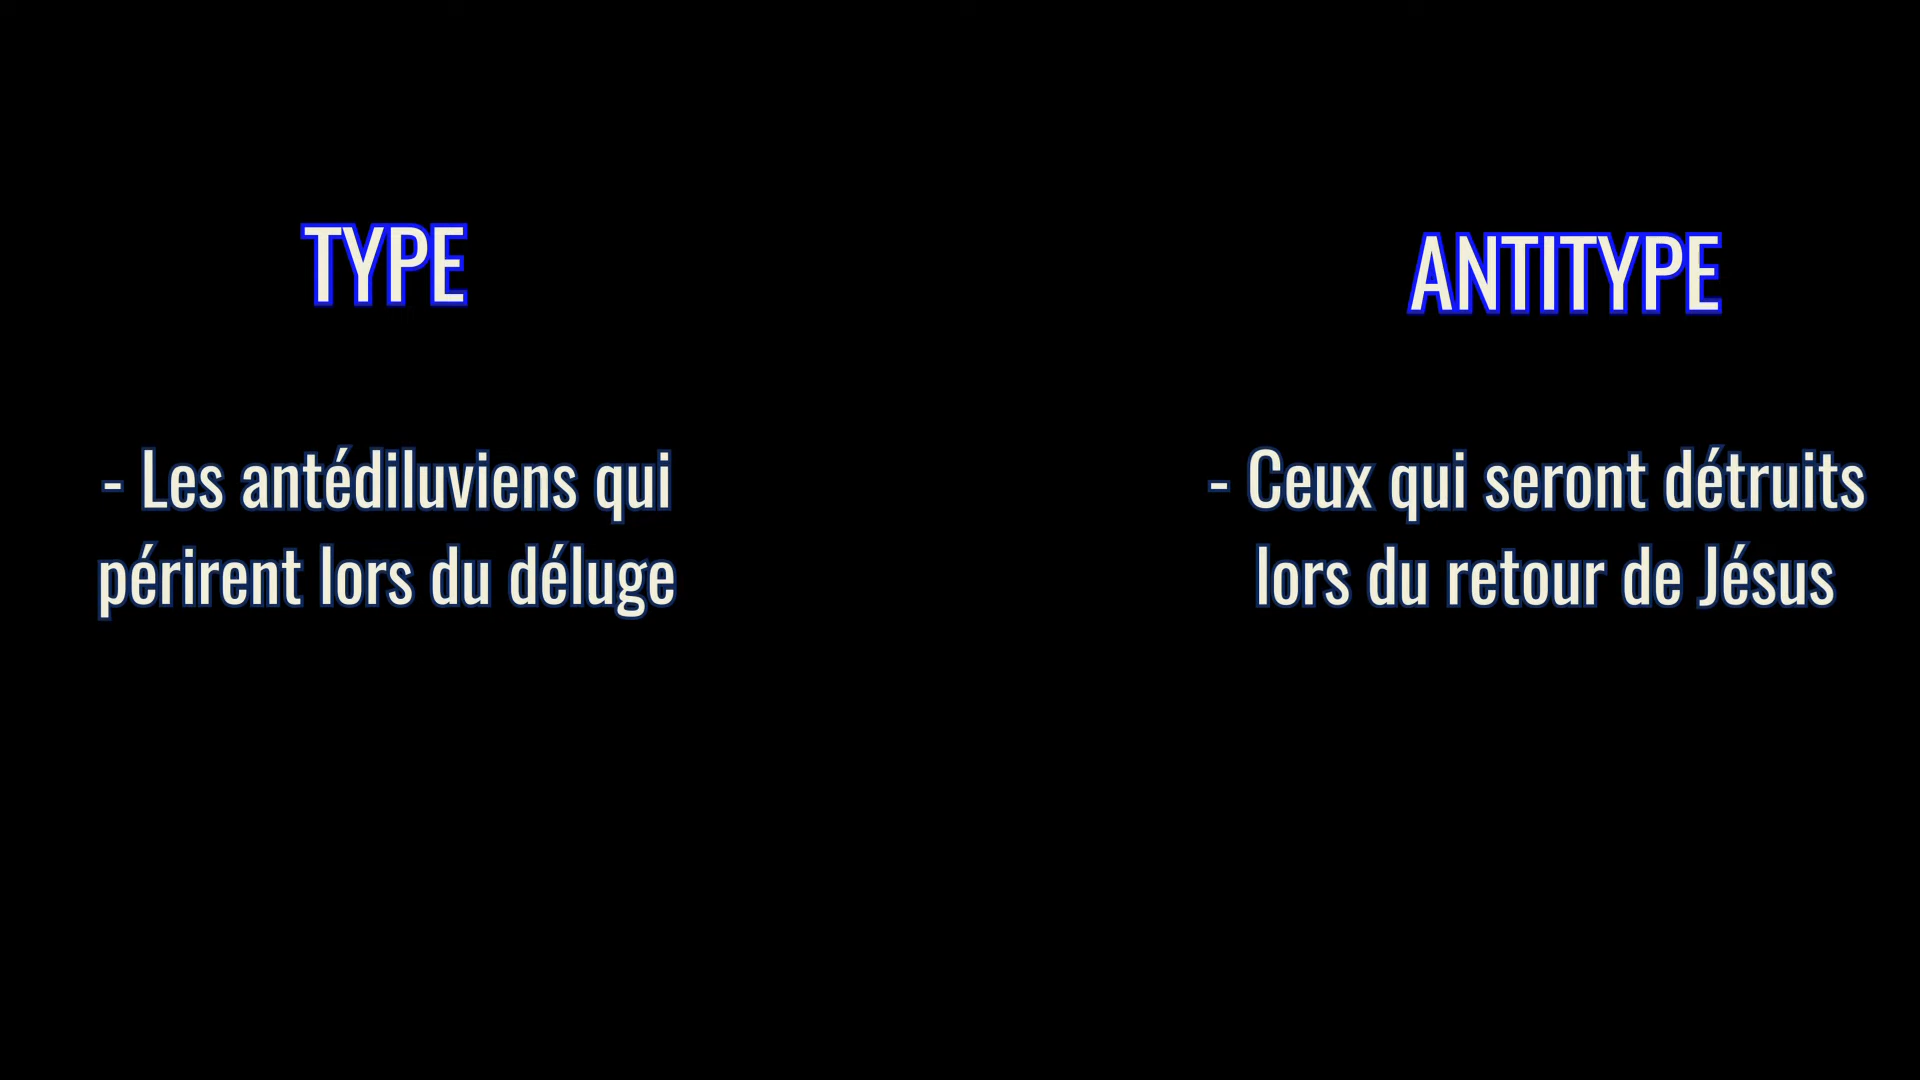 TYPE
- Les antédiluviens qui
périrent lors du déluge
ANTITYPE
- Ceux qui seront détruits
lors du retour de Jésus